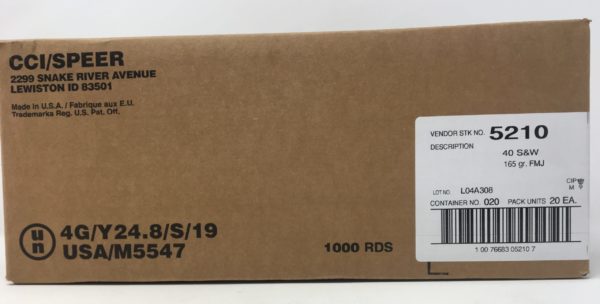 CCI/SPEER
2299 SNAKE RIVER AVENUE
LEWISTON ID 83501
Made in U.S.A. / Fabrique aux E.U.
Trademarks Reg. U.S. Pat. Off.
VENDOR STK NO. 5210
DESCRIPTION 40 S&W
165 gr. FMJ
CIP
LOT NO. L04A308 M
CONTAINER NO. 020 PACK UNITS 20 EA.
1 00 76683 05210 7
un 4G/Y24.8/S/19
USA/M5547
1000 RDS